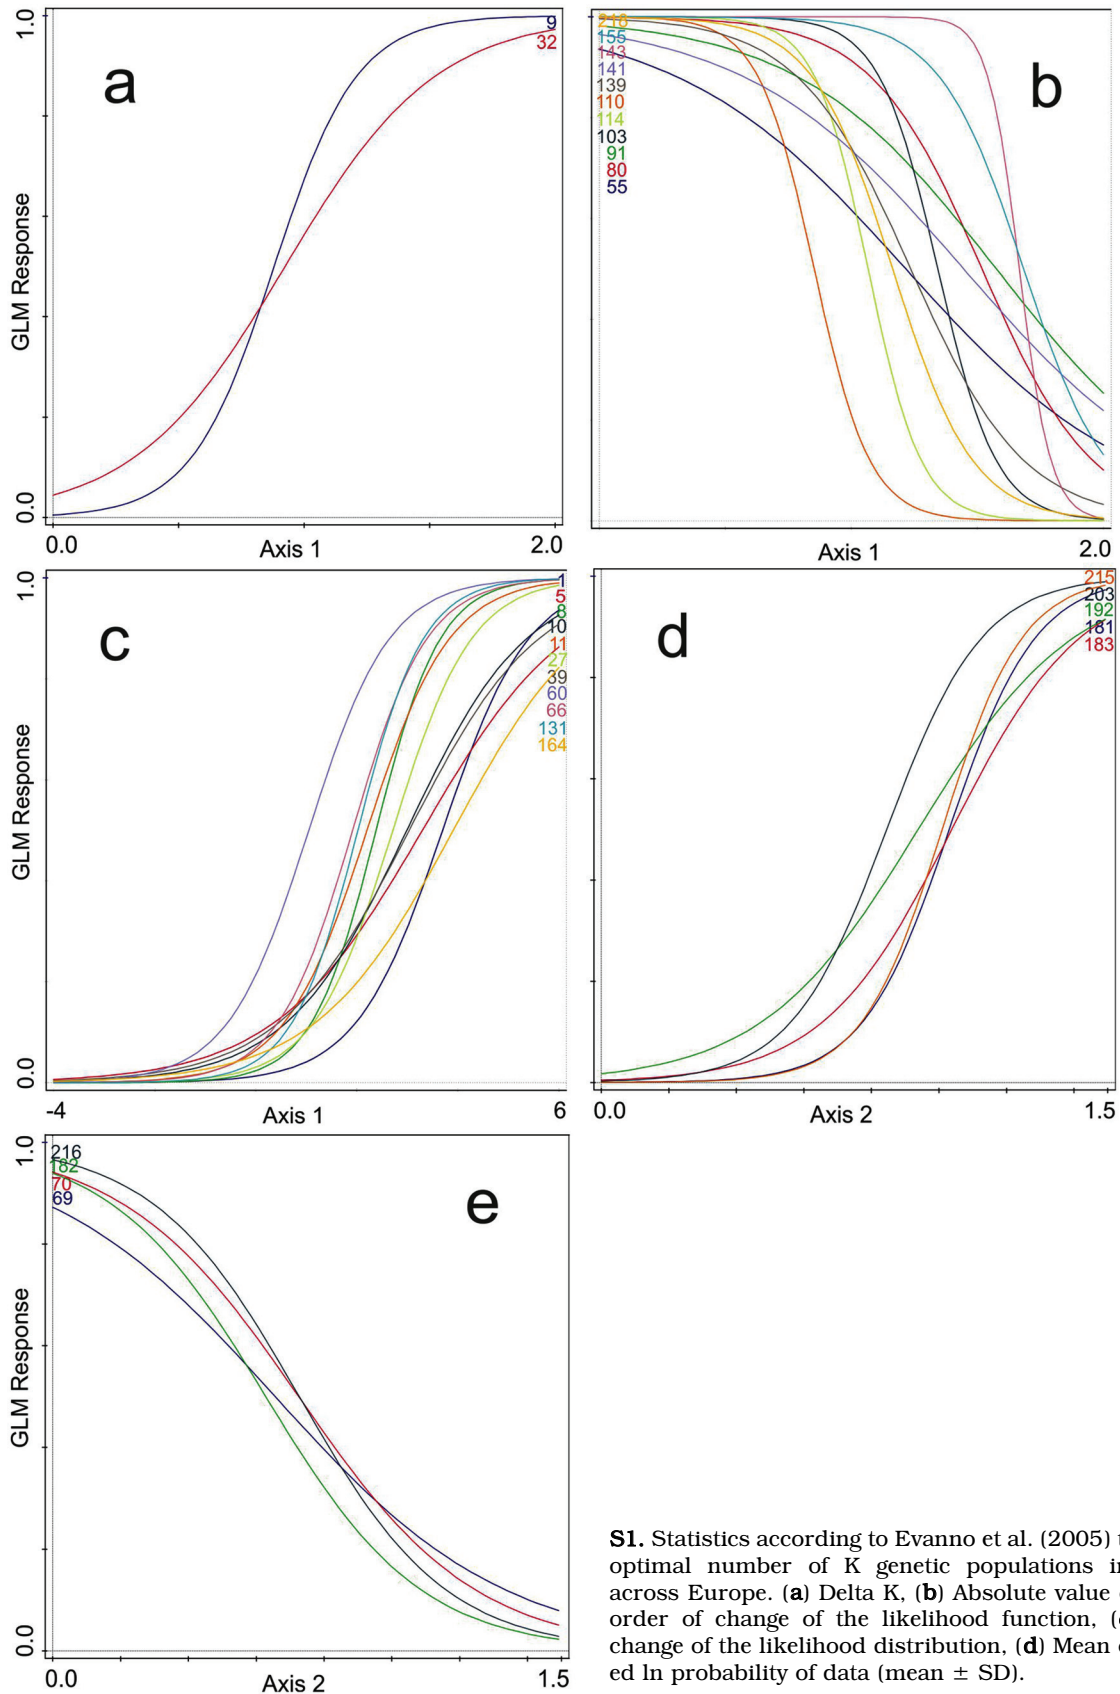 1.0
9
32
a
GLM Response
0.0
0.0
Axis 1
2.0
218
155
143
141
139
110
114
103
91
80
55
b
Axis 1
2.0
1.0
1
5
8
10
11
27
39
60
66
131
164
c
GLM Response
0.0
-4
Axis 1
6
215
203
192
181
183
d
0.0
Axis 2
1.5
1.0
216
182
70
69
e
GLM Response
0.0
0.0
Axis 2
1.5
S1. Statistics according to Evanno et al. (2005)
optimal number of K genetic populations
across Europe. (a) Delta K, (b) Absolute value
order of change of the likelihood function,
change of the likelihood distribution, (d) Mean
ed ln probability of data (mean ± SD).